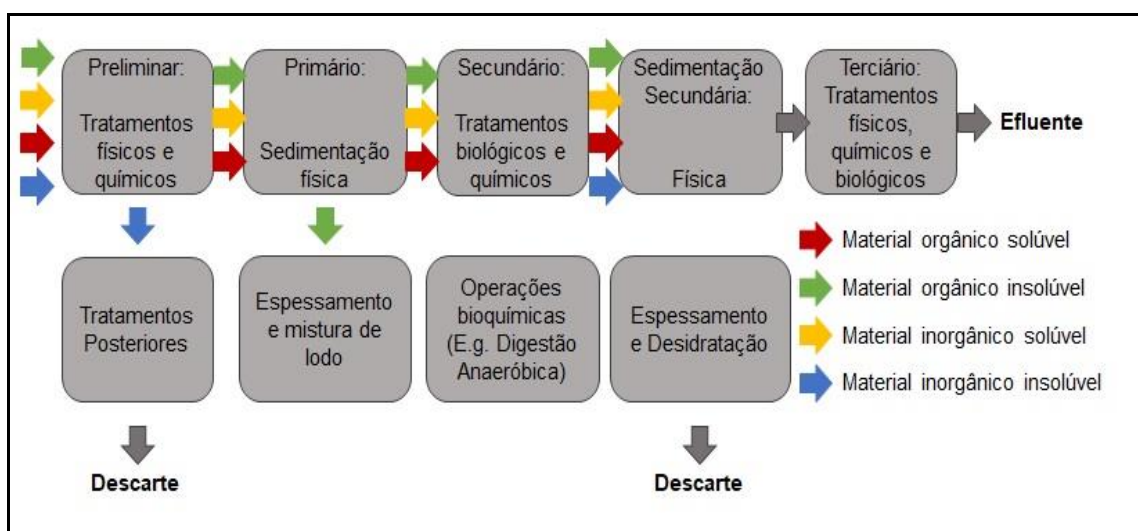 Preliminar:
Tratamentos
físicos e
químicos
Primário:
Sedimentação
física
Secundário:
Tratamentos
biológicos e
químicos
Sedimentação
Secundária:
Física
Terciário:
Tratamentos
físicos,
químicos e
biológicos
Efluente
Tratamentos
Posteriores
Espessamento
e mistura de
lodo
Operações
bioquímicas
(E.g. Digestão
Anaeróbica)
Espessamento
e Desidratação
Material orgânico solúvel
Material orgânico insolúvel
Material inorgânico solúvel
Material inorgânico insolúvel
Descarte
Descarte